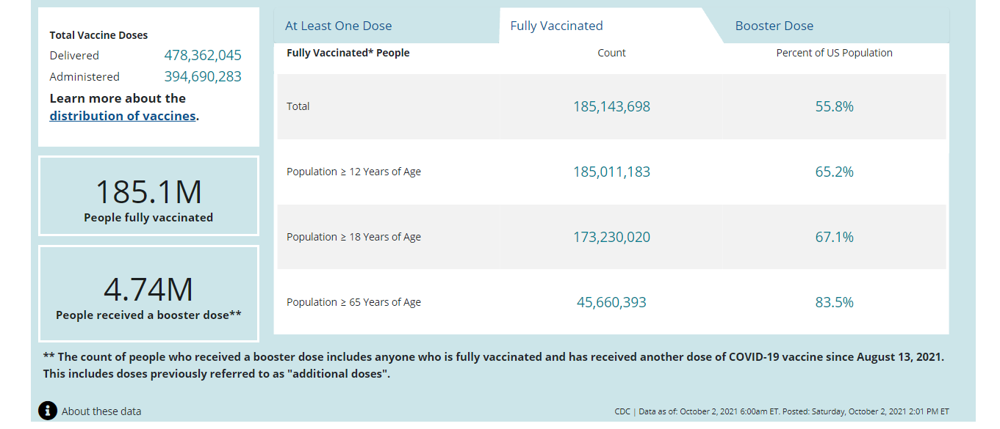 Total Vaccine Doses
Delivered 478,362,045
Administered 394,690,283
Learn more about the
distribution of vaccines.
185.1M
People fully vaccinated
4.74M
People received a booster dose**
At Least One Dose Fully Vaccinated Booster Dose
Fully Vaccinated* People Count Percent of US Population
Total 185,143,698 55.8%
Population ≥ 12 Years of Age 185,011,183 65.2%
Population ≥ 18 Years of Age 173,230,020 67.1%
Population ≥ 65 Years of Age 45,660,393 83.5%
** The count of people who received a booster dose includes anyone who is fully vaccinated and has received another dose of COVID-19 vaccine since August 13, 2021.
This includes doses previously referred to as "additional doses".
About these data
CDC | Data as of: October 2, 2021 6:00am ET. Posted: Saturday, October 2, 2021 2:01 PM ET